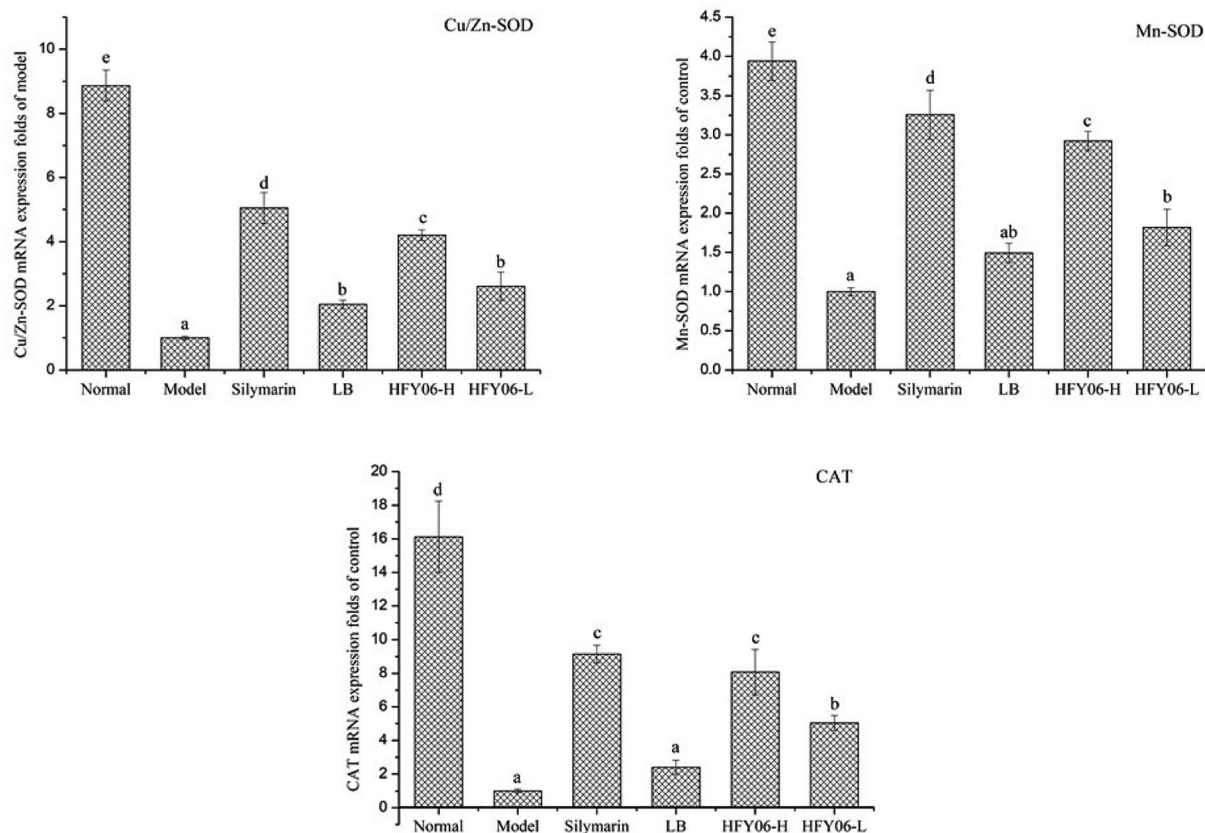 Cu/Zn-SOD
Cu/Zn-SOD mRNA expression folds of model
10
8
6
4
2
0
e
a
d
b
c
b
Normal Model Silymarin LB HFY06-H HFY06-L
Mn-SOD
Mn-SOD mRNA expression folds of control
4.5
4.0
3.5
3.0
2.5
2.0
1.5
1.0
0.5
0.0
e
a
d
ab
c
b
Normal Model Silymarin LB HFY06-H HFY06-L
CAT
CAT mRNA expression folds of control
20
18
16
14
12
10
8
6
4
2
0
d
a
c
a
c
b
Normal Model Silymarin LB HFY06-H HFY06-L